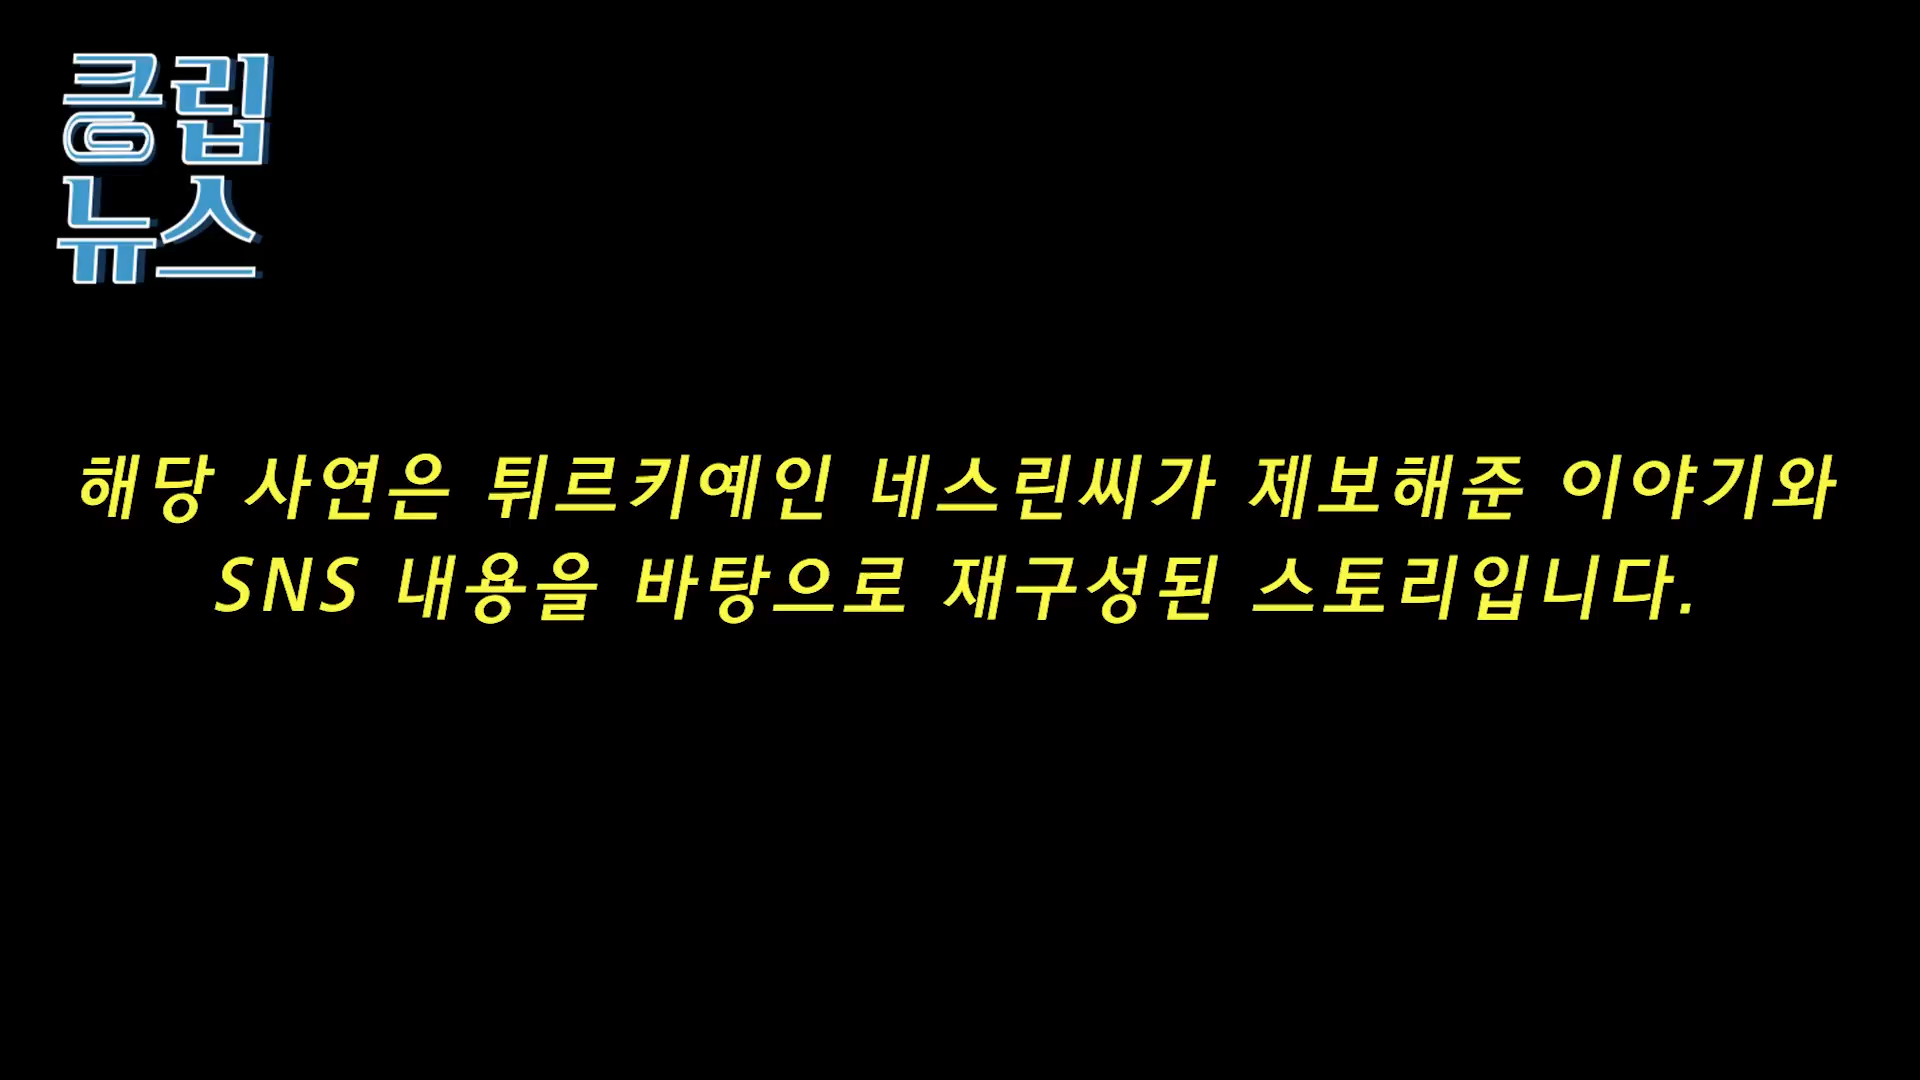 클립
뉴스
해당 사연은 튀르키예인 네스린씨가 제보해준 이야기와
SNS 내용을 바탕으로 재구성된 스토리입니다.